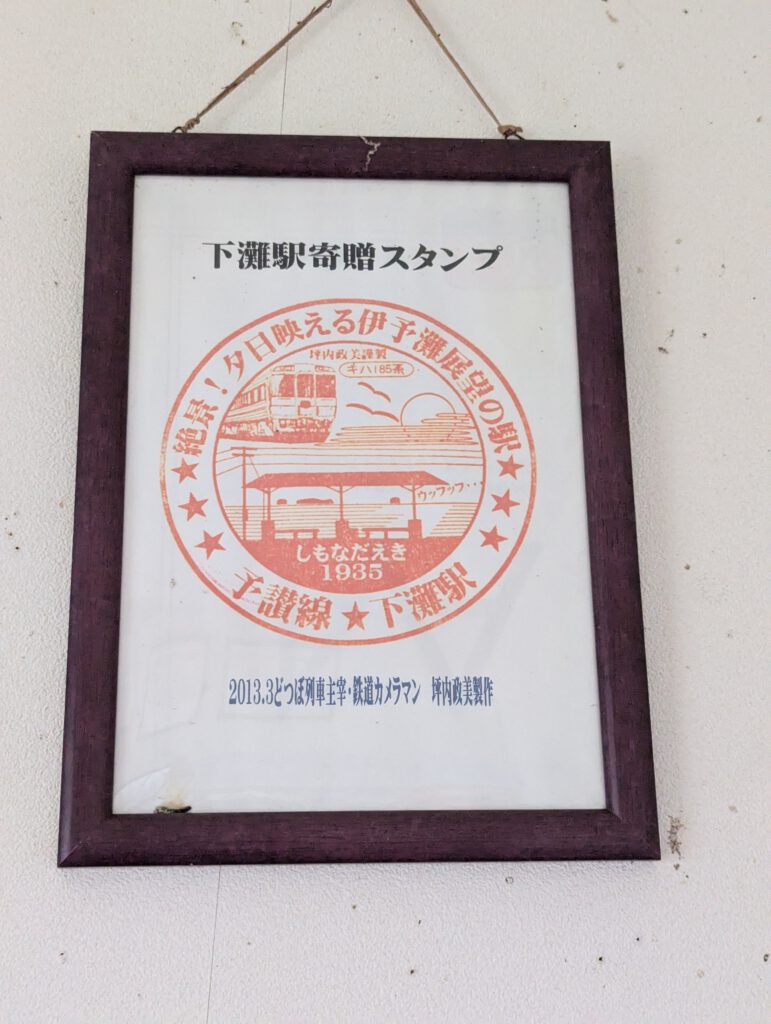 下灘駅寄贈スタンプ
絶景！夕日映える伊予灘展望の駅
坪内政美謹製
キハ185系
ウッフッフ・・
しもなだえき
1935
★★★予讃線★下灘駅★★★
2013.3どつぼ列車主宰・鉄道カメラマン　坪内政美製作